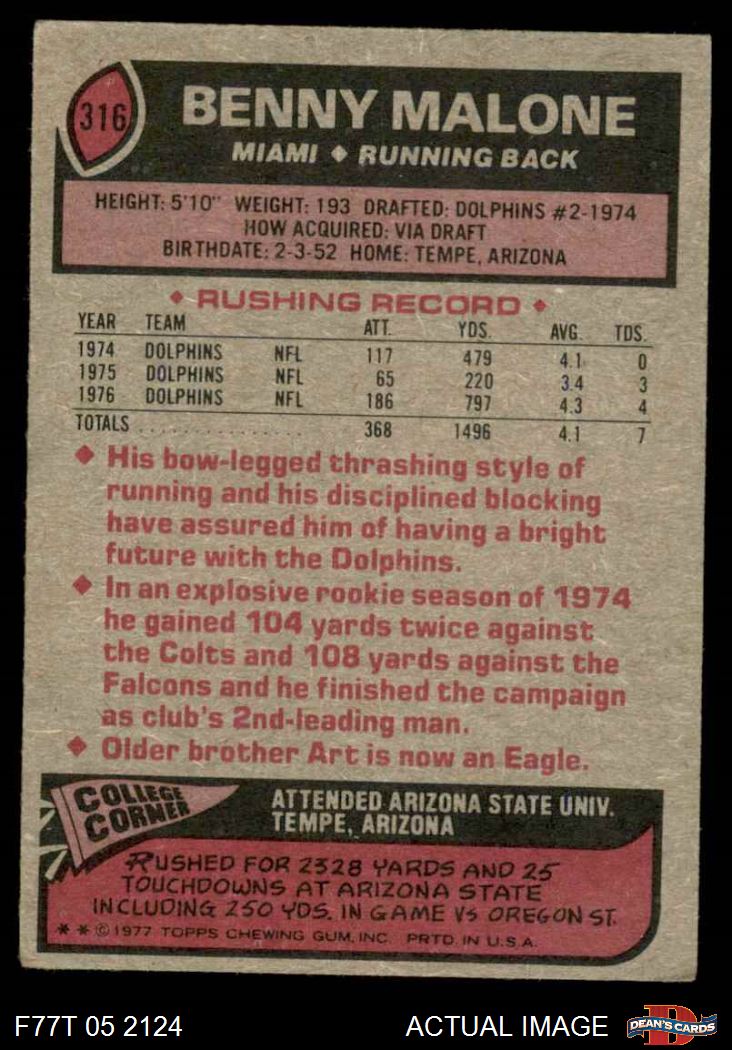 316
BENNY MALONE
MIAMI ◆ RUNNING BACK
HEIGHT: 5'10" WEIGHT: 193 DRAFTED: DOLPHINS #2-1974
HOW ACQUIRED: VIA DRAFT
BIRTHDATE: 2-3-52 HOME: TEMPE, ARIZONA
◆ RUSHING RECORD ◆
YEAR TEAM ATT. YDS. AVG. TDS.
1974 DOLPHINS NFL 117 479 4.1 0
1975 DOLPHINS NFL 65 220 3.4 3
1976 DOLPHINS NFL 186 797 4.3 4
TOTALS . . . . . . . . . . . . . . . . 368 1496 4.1 7
◆ His bow-legged thrashing style of
running and his disciplined blocking
have assured him of having a bright
future with the Dolphins.
◆ In an explosive rookie season of 1974
he gained 104 yards twice against
the Colts and 108 yards against the
Falcons and he finished the campaign
as club's 2nd-leading man.
◆ Older brother Art is now an Eagle.
COLLEGE
CORNER
ATTENDED ARIZONA STATE UNIV.
TEMPE, ARIZONA
RUSHED FOR 2328 YARDS AND 25
TOUCHDOWNS AT ARIZONA STATE
INCLUDING 250 YDS. IN GAME VS OREGON ST.
* * © 1977 TOPPS CHEWING GUM, INC. PRTD. IN U.S.A.
F77T 05 2124 ACTUAL IMAGE
D
DEAN'S CARDS